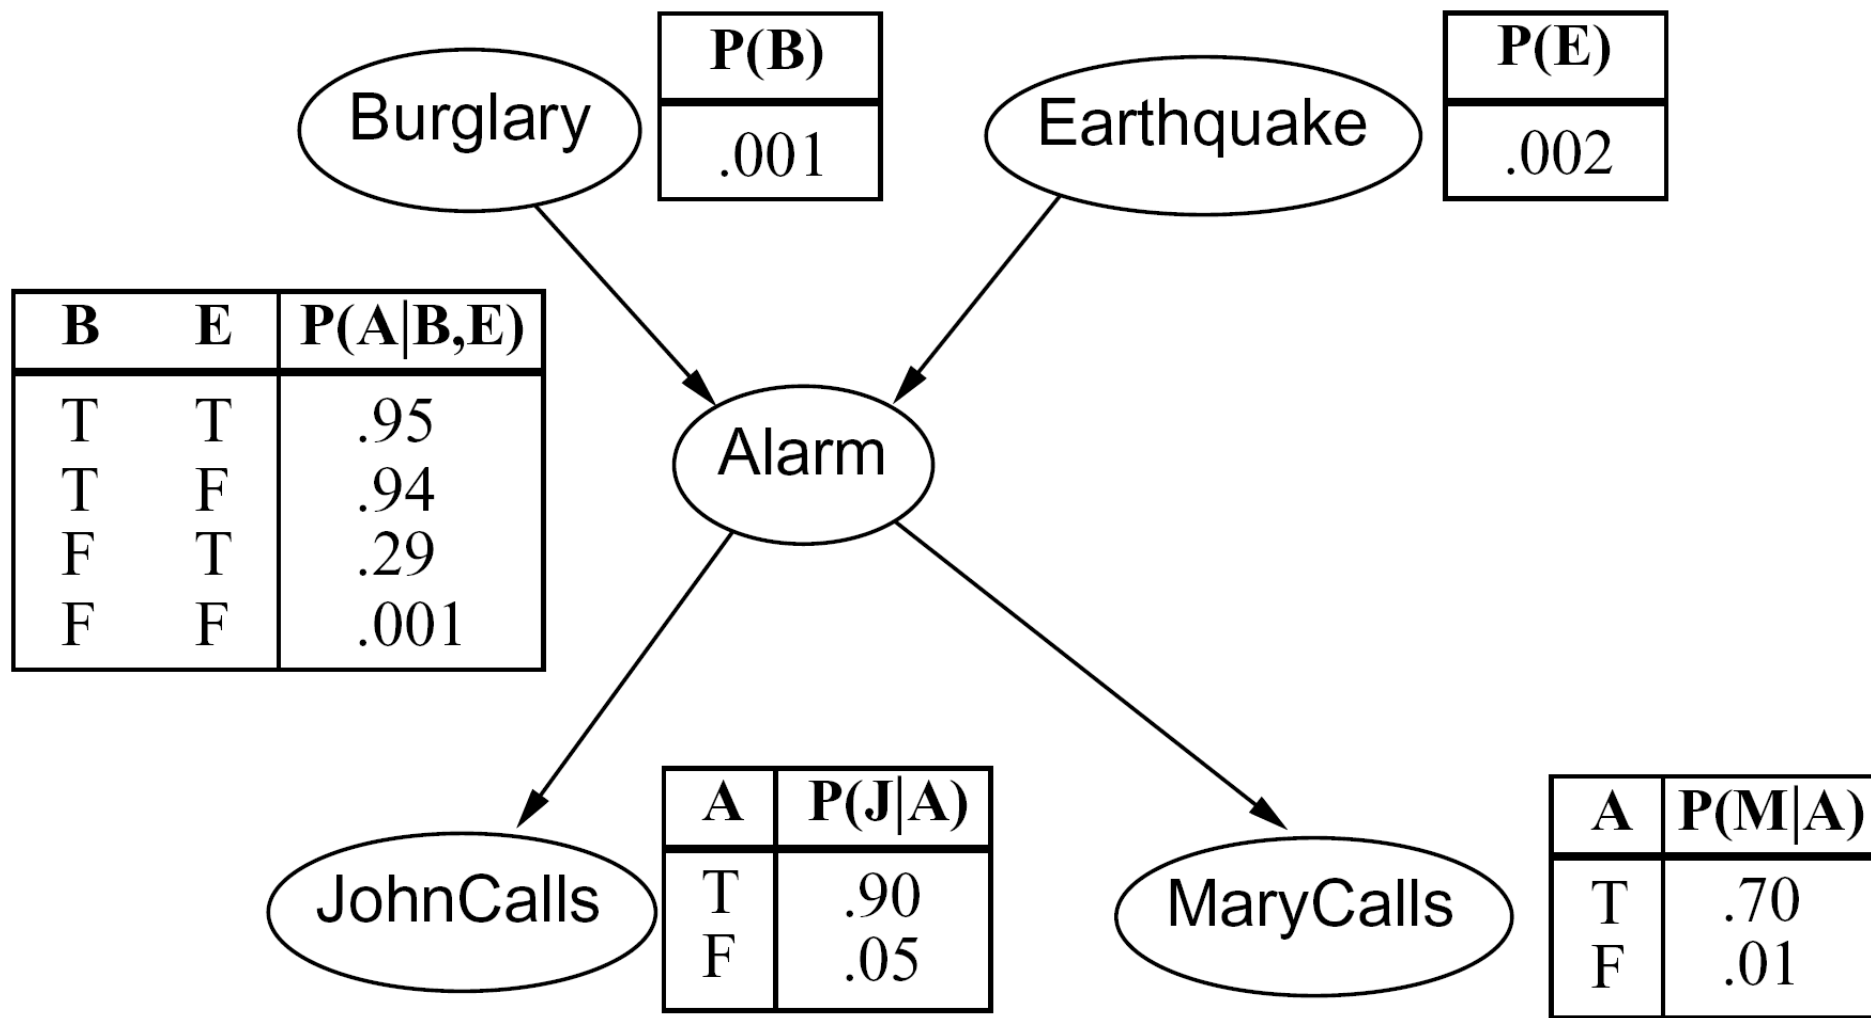 Burglary
P(B)
.001
Earthquake
P(E)
.002
B E P(A|B,E)
T T .95
T F .94
F T .29
F F .001
Alarm
JohnCalls
A P(J|A)
T .90
F .05
MaryCalls
A P(M|A)
T .70
F .01